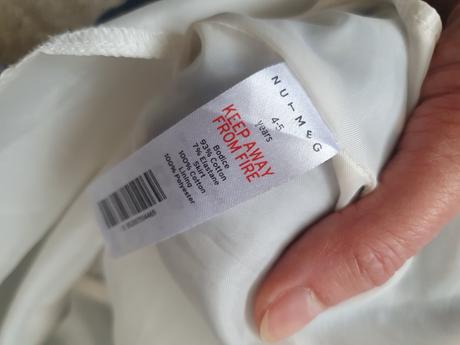 NUTMEG
4-5
years
KEEP AWAY
FROM FIRE
Bodice
93% Cotton
7% Elastane
Skirt
100% Cotton
Lining
100% Polyester